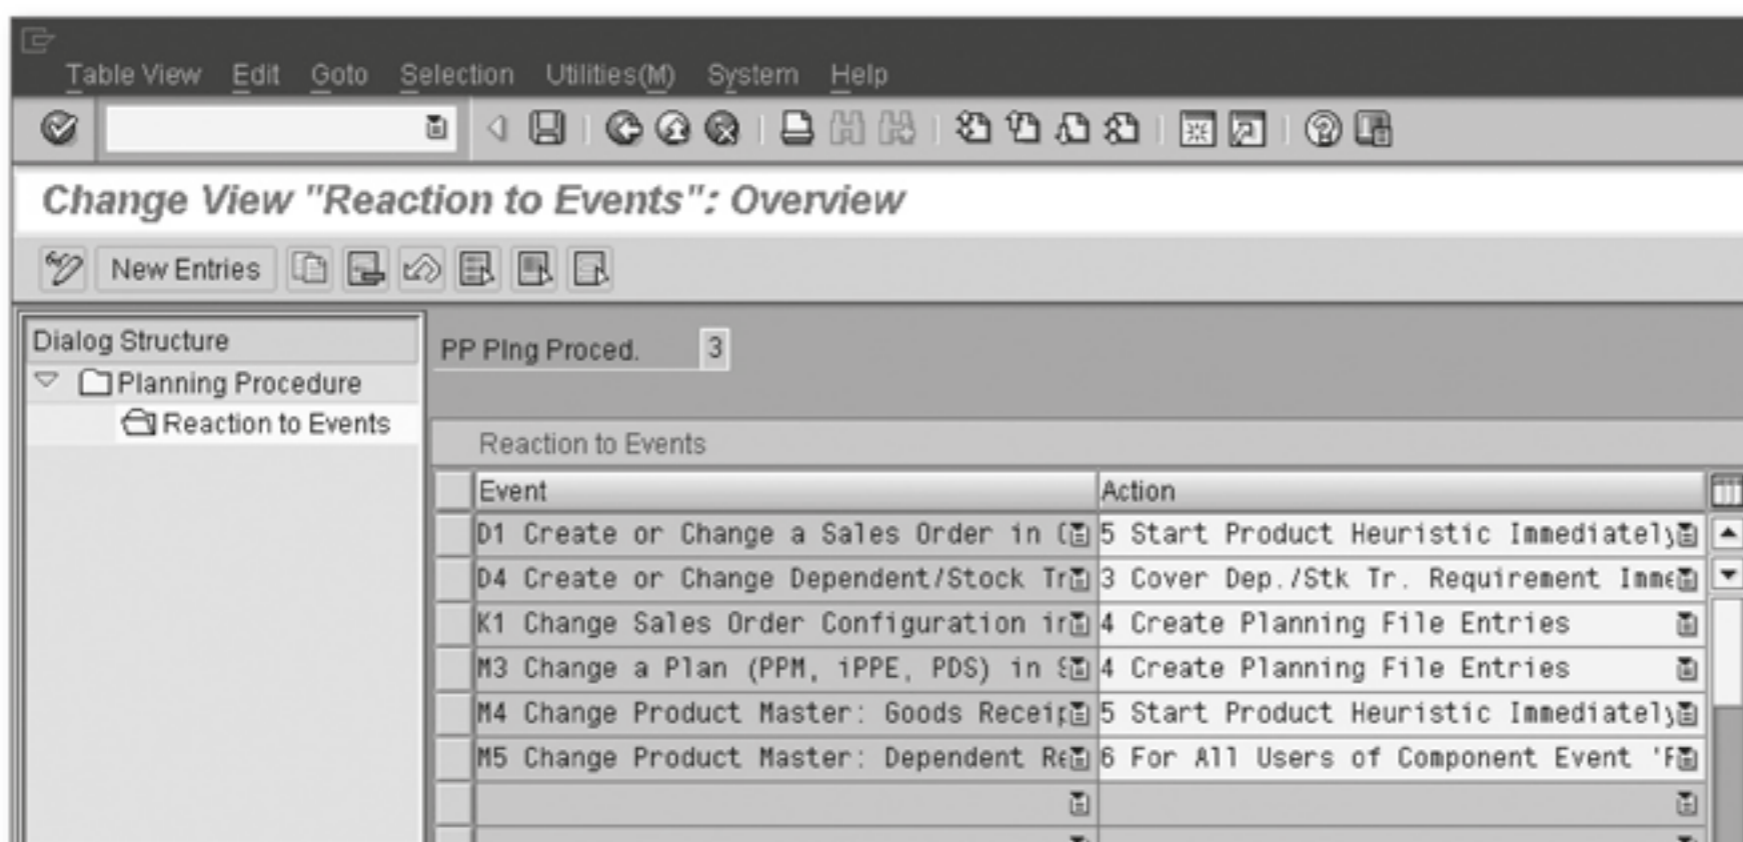 Table View Edit Goto Selection Utilities(M) System Help
Change View "Reaction to Events": Overview
New Entries
Dialog Structure
Planning Procedure
Reaction to Events
PP Plng Proced. 3
Reaction to Events
Event Action
D1 Create or Change a Sales Order in 5 Start Product Heuristic Immediately
D4 Create or Change Dependent/Stock Tr 3 Cover Dep./Stk Tr. Requirement Imme
K1 Change Sales Order Configuration in 4 Create Planning File Entries
M3 Change a Plan (PPM, iPPE, PDS) in 4 Create Planning File Entries
M4 Change Product Master: Goods Receip 5 Start Product Heuristic Immediately
M5 Change Product Master: Dependent Re 6 For All Users of Component Event